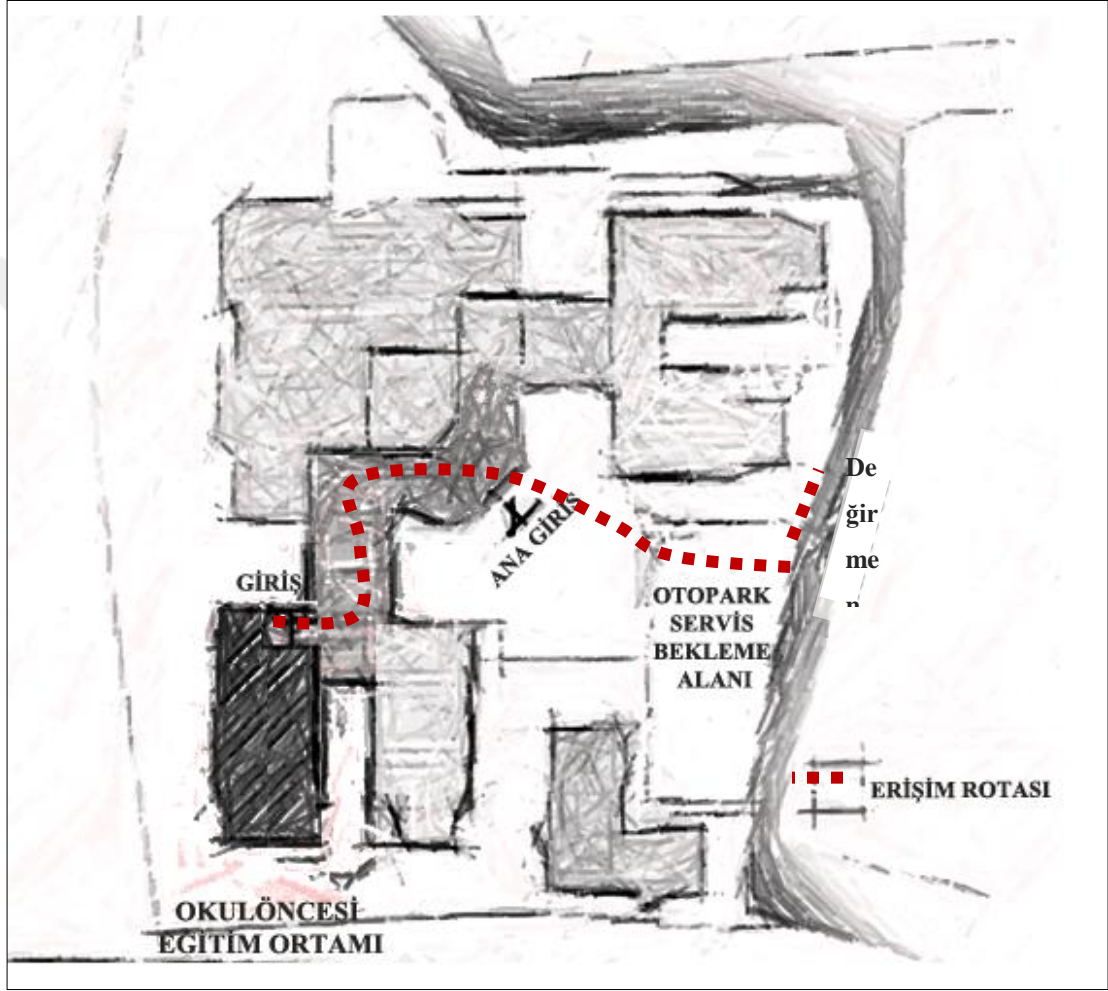 De
ğir
me
n
ANA GİRİŞ
GİRİŞ
OTOPARK
SERVİS
BEKLEME
ALANI
ERİŞİM ROTASI
OKULÖNCESİ
EĞİTİM ORTAMI